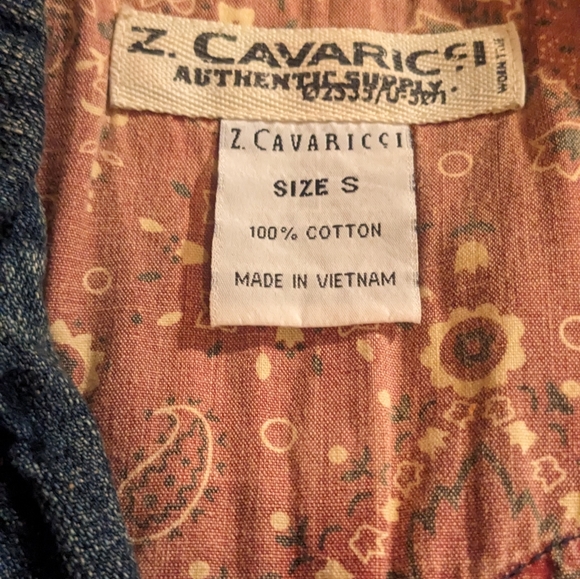 Z. CAVARICCI
AUTHENTIC SUPPLY.
Z. CAVARICCI
SIZE S
100% COTTON
MADE IN VIETNAM